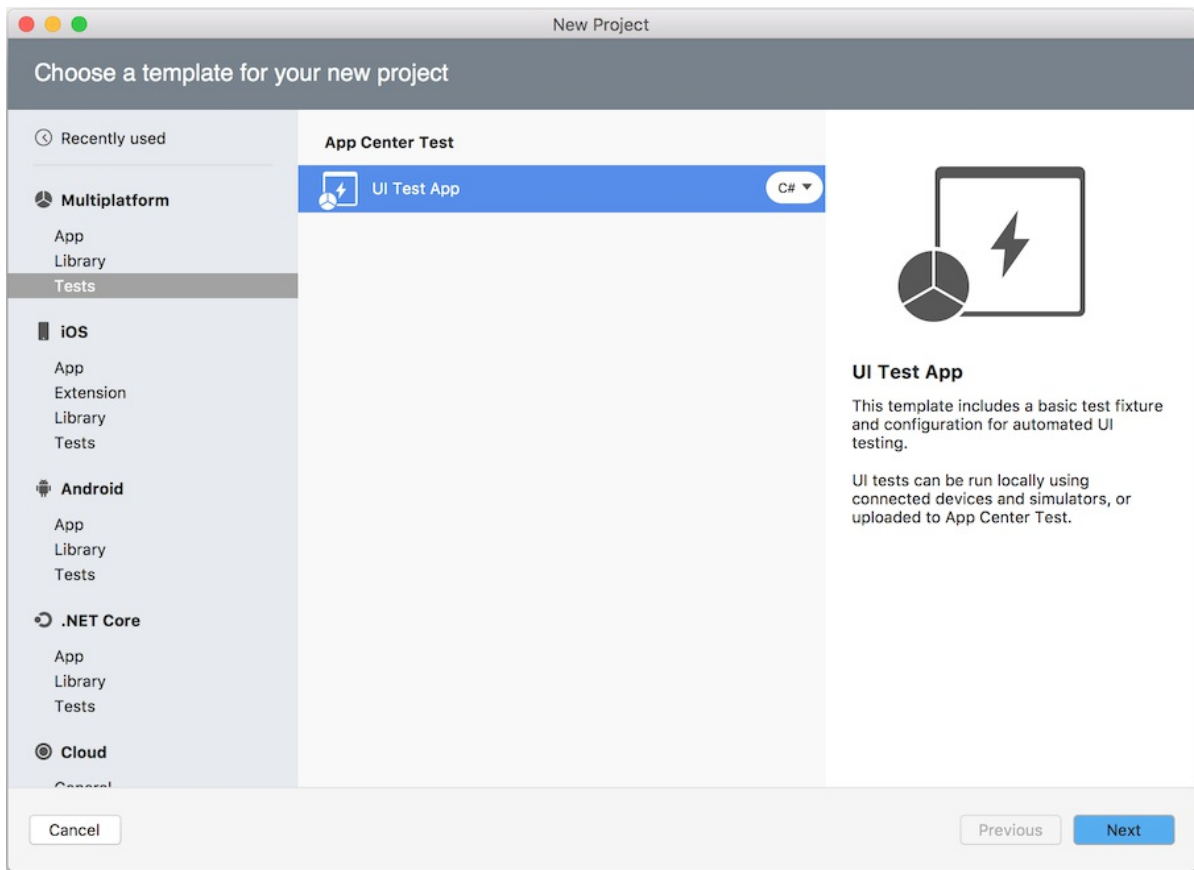 New Project
Choose a template for your new project
Recently used
Multiplatform
App
Library
Tests
iOS
App
Extension
Library
Tests
Android
App
Library
Tests
.NET Core
App
Library
Tests
Cloud
General
App Center Test
UI Test App
C#
UI Test App
This template includes a basic test fixture
and configuration for automated UI
testing.
UI tests can be run locally using
connected devices and simulators, or
uploaded to App Center Test.
Cancel
Previous
Next